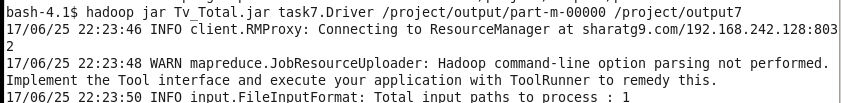 bash-4.1$ hadoop jar Tv_Total.jar task7.Driver /project/output/part-m-00000 /project/output7
17/06/25 22:23:46 INFO client.RMProxy: Connecting to ResourceManager at sharatg9.com/192.168.242.128:803
2
17/06/25 22:23:48 WARN mapreduce.JobResourceUploader: Hadoop command-line option parsing not performed.
Implement the Tool interface and execute your application with ToolRunner to remedy this.
17/06/25 22:23:50 INFO input.FileInputFormat: Total input paths to process : 1